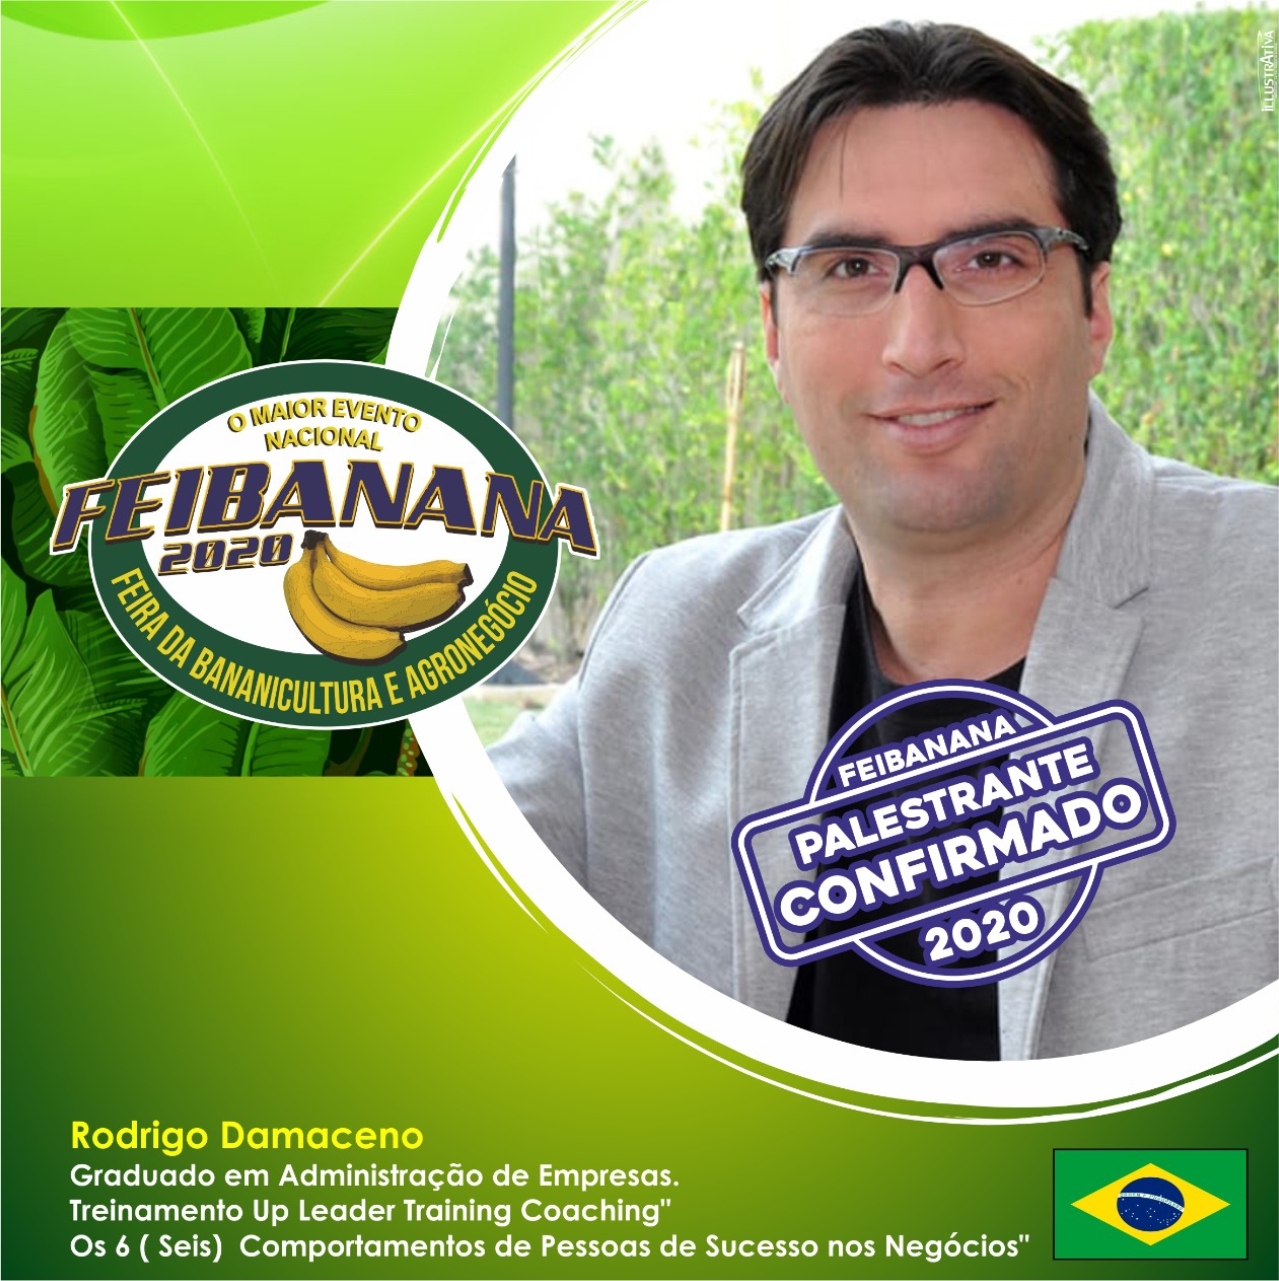 ILLUSTRATIVA
O MAIOR EVENTO
NACIONAL
FEIBANANA
2020
FEIRA DA BANANICULTURA E AGRONEGÓCIO
FEIBANANA
PALESTRANTE
CONFIRMADO
2020
Rodrigo Damaceno
Graduado em Administração de Empresas.
Treinamento Up Leader Training Coaching"
Os 6 ( Seis)  Comportamentos de Pessoas de Sucesso nos Negócios"